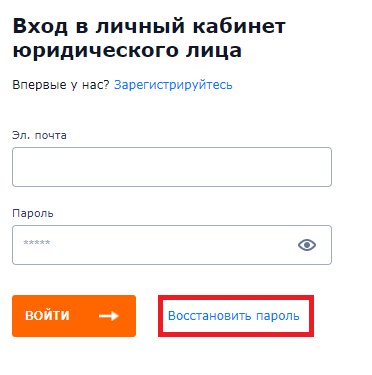 Вход в личный кабинет
юридического лица
Впервые у нас? Зарегистрируйтесь
Эл. почта
Пароль
*****
ВОЙТИ
Восстановить пароль